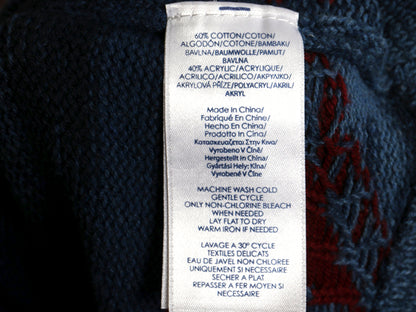 60% COTTON/COTON/
ALGODÓN/COTONE/BAMBAKI/
BAVLNA/BAUMWOLLE/PAMUT/
BAVLNA
40% ACRYLIC/ACRYLIQUE/
ACRILICO/ACRILICO/ΑΚΡΥΛΙΚΟ/
AKRYLOVÁ PŘÍZE/POLYACRYL/AKRIL/
AKRYL
Made In China/
Fabriqué En Chine/
Hecho En China/
Prodotto In Cina/
Κατασκευάζεται Στην Κίνα/
Vyrobeno V Číně/
Hergestellt in China/
Gyártási Hely: Kína/
Vyrobené V Číně
MACHINE WASH COLD
GENTLE CYCLE
ONLY NON-CHLORINE BLEACH
WHEN NEEDED
LAY FLAT TO DRY
WARM IRON IF NEEDED
LAVAGE A 30° CYCLE
TEXTILES DELICATS
EAU DE JAVEL NON CHLOREE
UNIQUEMENT SI NECESSAIRE
SECHER A PLAT
REPASSER A FER MOYEN SI
NECESSAIRE